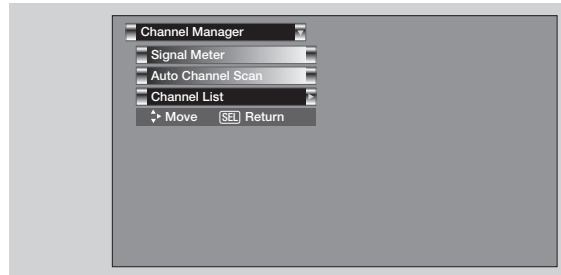 Channel Manager
Signal Meter
Auto Channel Scan
Channel List
Move SEL Return